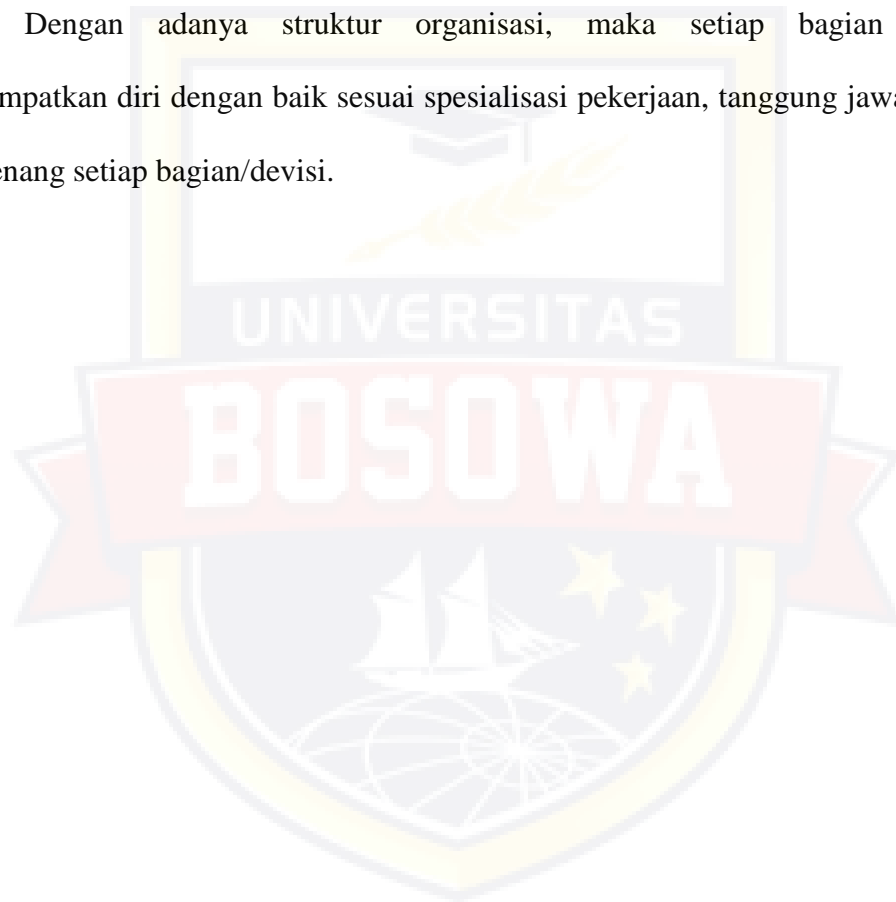 Dengan adanya struktur organisasi, maka setiap bagian
mpatkan diri dengan baik sesuai spesialisasi pekerjaan, tanggung jawa
enang setiap bagian/devisi.
UNIVERSITAS
BOSOWA